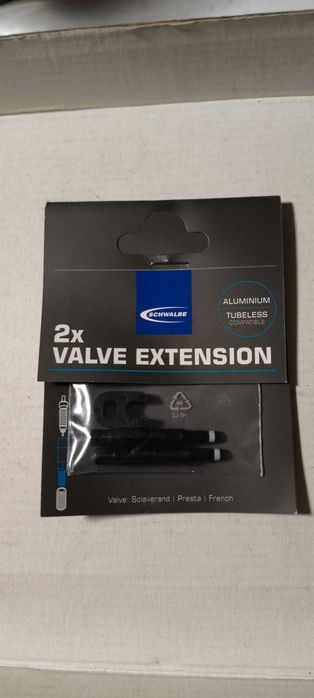 SCHWALBE
ALUMINIUM
TUBELESS
COMPATIBLE
2x
VALVE EXTENSION
Valve: Sclaverand | Presta | French